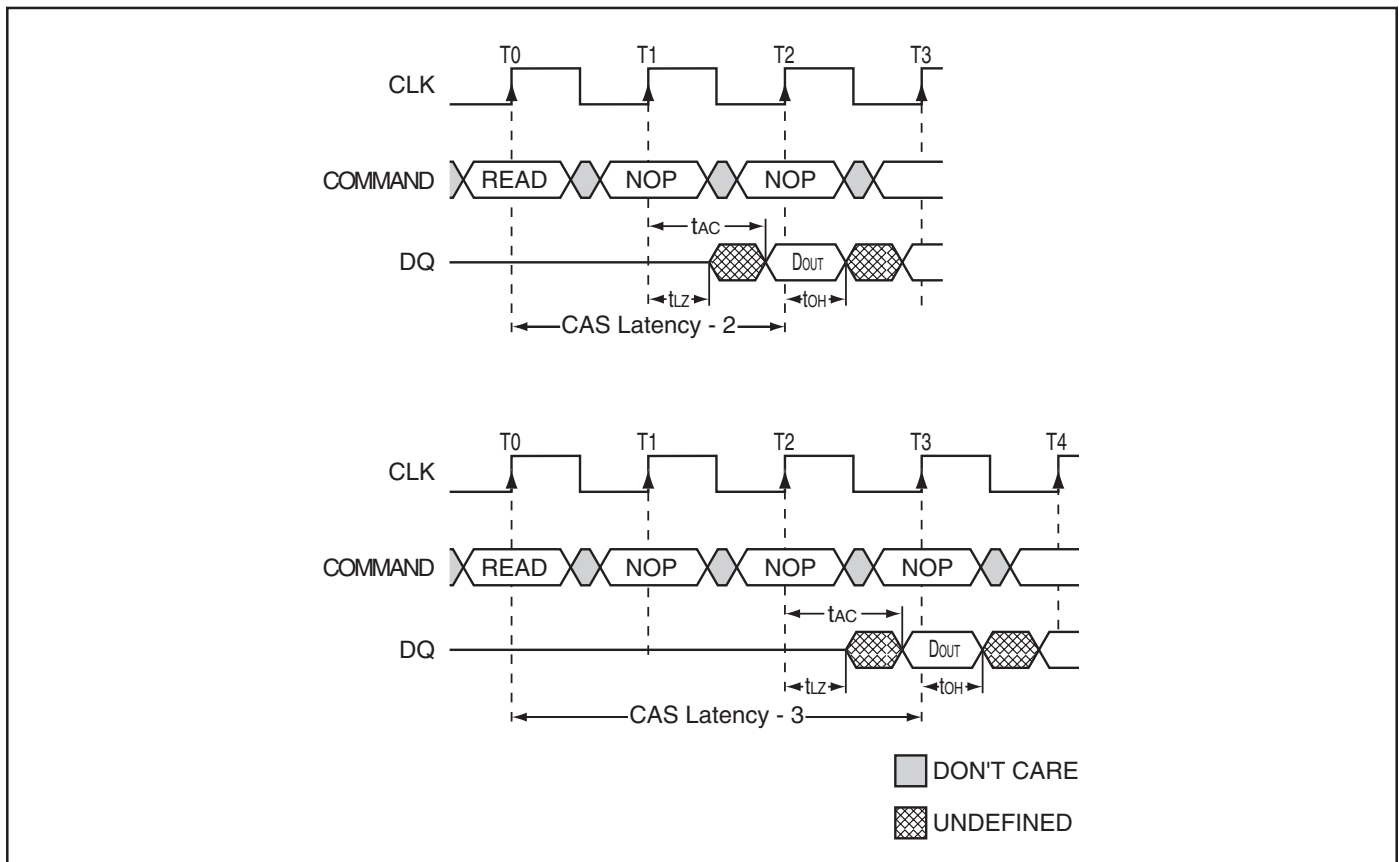 T0 T1 T2 T3
CLK
COMMAND READ NOP NOP
tAC
DQ DOUT
tLZ tOH
CAS Latency - 2
T0 T1 T2 T3 T4
CLK
COMMAND READ NOP NOP NOP
tAC
DQ DOUT
tLZ tOH
CAS Latency - 3
DON'T CARE
UNDEFINED